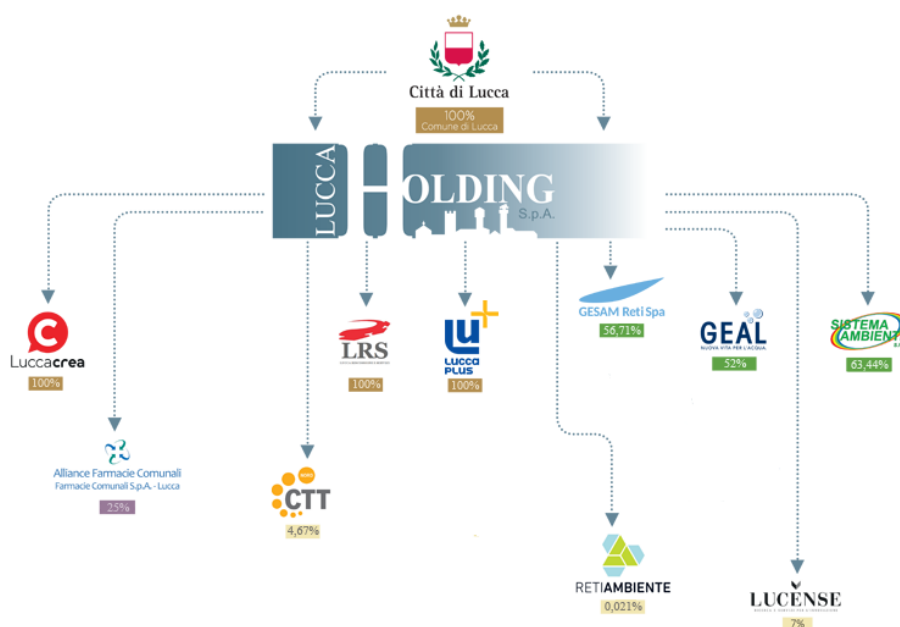 Città di Lucca
100%
Comune di Lucca
LUCCA HOLDING
S.p.A.
Luccacrea
100%
LRS
100%
Lu+
LUCCA
PLUS
100%
GESAM Reti Spa
56,71%
GEAL
NUOVA VITA PER L'ACQUA
52%
SISTEMA
AMBIENTE
63,44%
Alliance Farmacie Comunali
Farmacie Comunali S.p.A. - Lucca
25%
NORD
CTT
4,67%
RETIAMBIENTE
0,021%
LUCENSE
7%